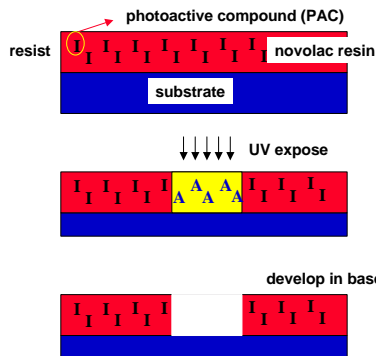 photoactive compound (PAC)
resist
novolac resin
I I I I I I I I I I I I I I I
substrate
UV expose
I I I I I I I A A A A A I I I I I I I
develop in base
I I I I I I I I I I I I I I